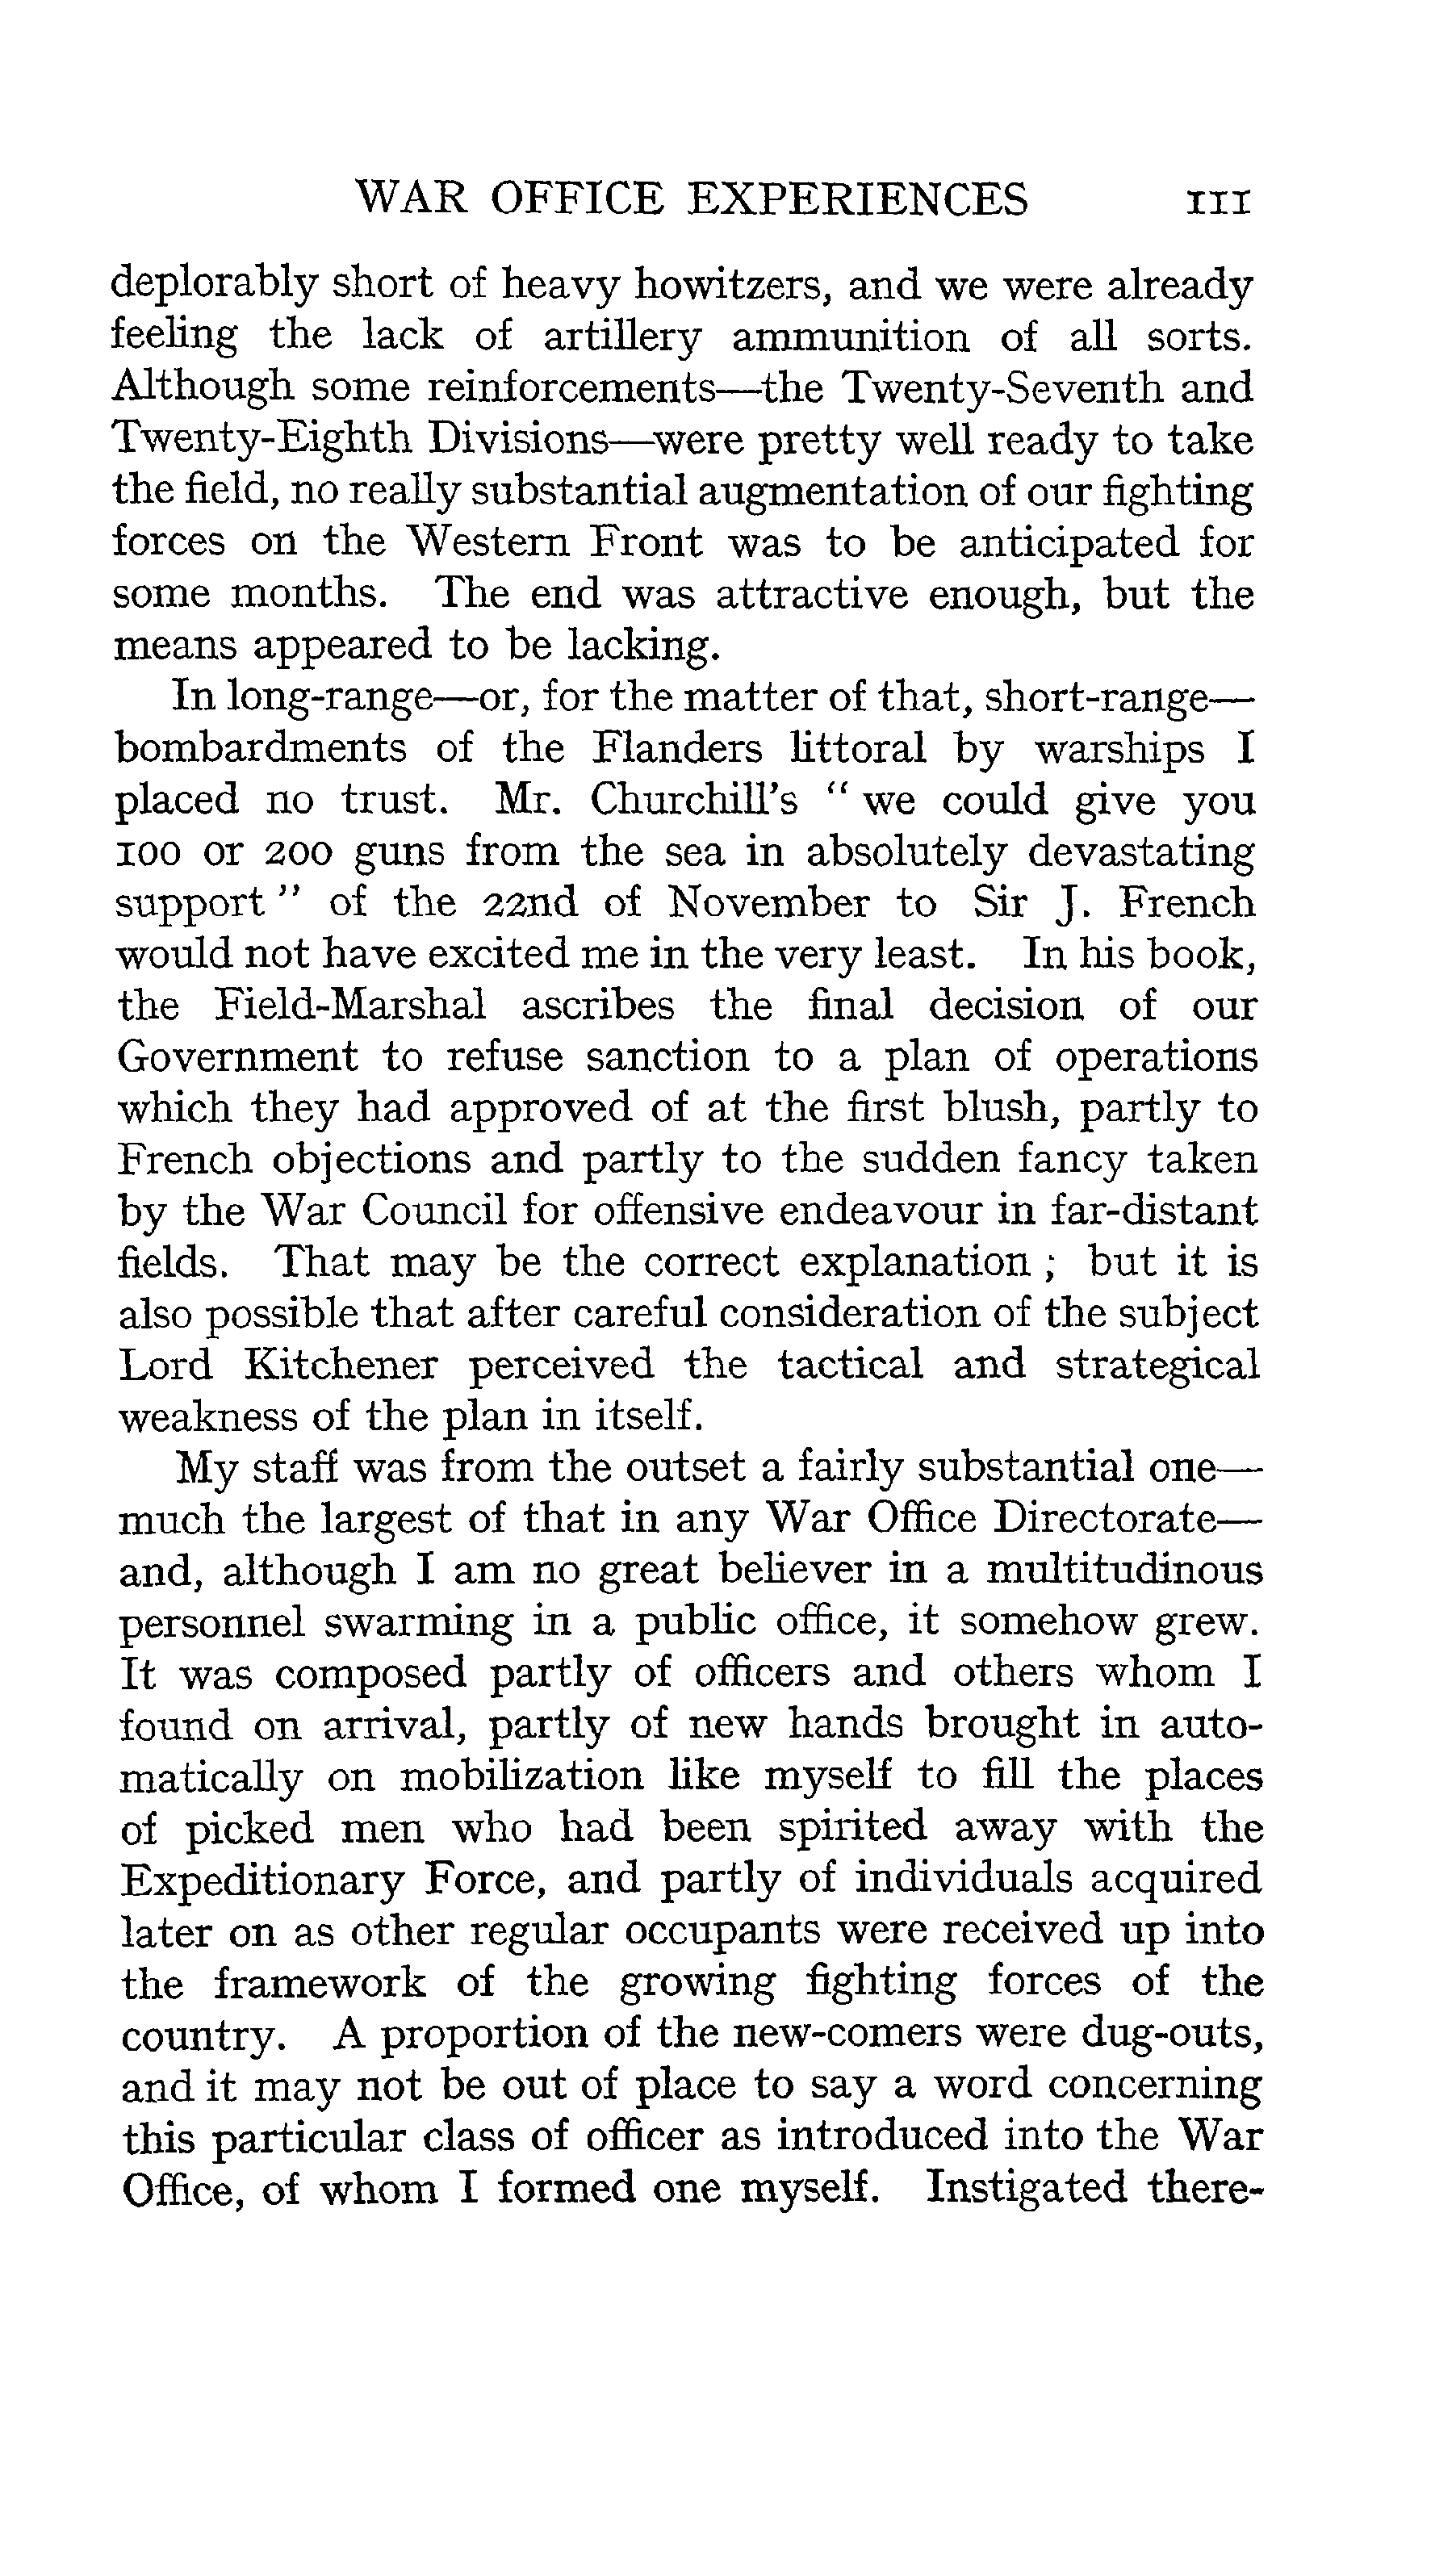 WAR OFFICE EXPERIENCES 111
deplorably short of heavy howitzers, and we were already
feeling the lack of artillery ammunition of all sorts.
Although some reinforcements—the Twenty-Seventh and
Twenty-Eighth Divisions—were pretty well ready to take
the field, no really substantial augmentation of our fighting
forces on the Western Front was to be anticipated for
some months. The end was attractive enough, but the
means appeared to be lacking.
In long-range—or, for the matter of that, short-range—
bombardments of the Flanders littoral by warships I
placed no trust. Mr. Churchill's " we could give you
100 or 200 guns from the sea in absolutely devastating
support " of the 22nd of November to Sir J. French
would not have excited me in the very least. In his book,
the Field-Marshal ascribes the final decision of our
Government to refuse sanction to a plan of operations
which they had approved of at the first blush, partly to
French objections and partly to the sudden fancy taken
by the War Council for offensive endeavour in far-distant
fields. That may be the correct explanation ; but it is
also possible that after careful consideration of the subject
Lord Kitchener perceived the tactical and strategical
weakness of the plan in itself.
My staff was from the outset a fairly substantial one—
much the largest of that in any War Office Directorate—
and, although I am no great believer in a multitudinous
personnel swarming in a public office, it somehow grew.
It was composed partly of officers and others whom I
found on arrival, partly of new hands brought in auto-
matically on mobilization like myself to fill the places
of picked men who had been spirited away with the
Expeditionary Force, and partly of individuals acquired
later on as other regular occupants were received up into
the framework of the growing fighting forces of the
country. A proportion of the new-comers were dug-outs,
and it may not be out of place to say a word concerning
this particular class of officer as introduced into the War
Office, of whom I formed one myself. Instigated there-